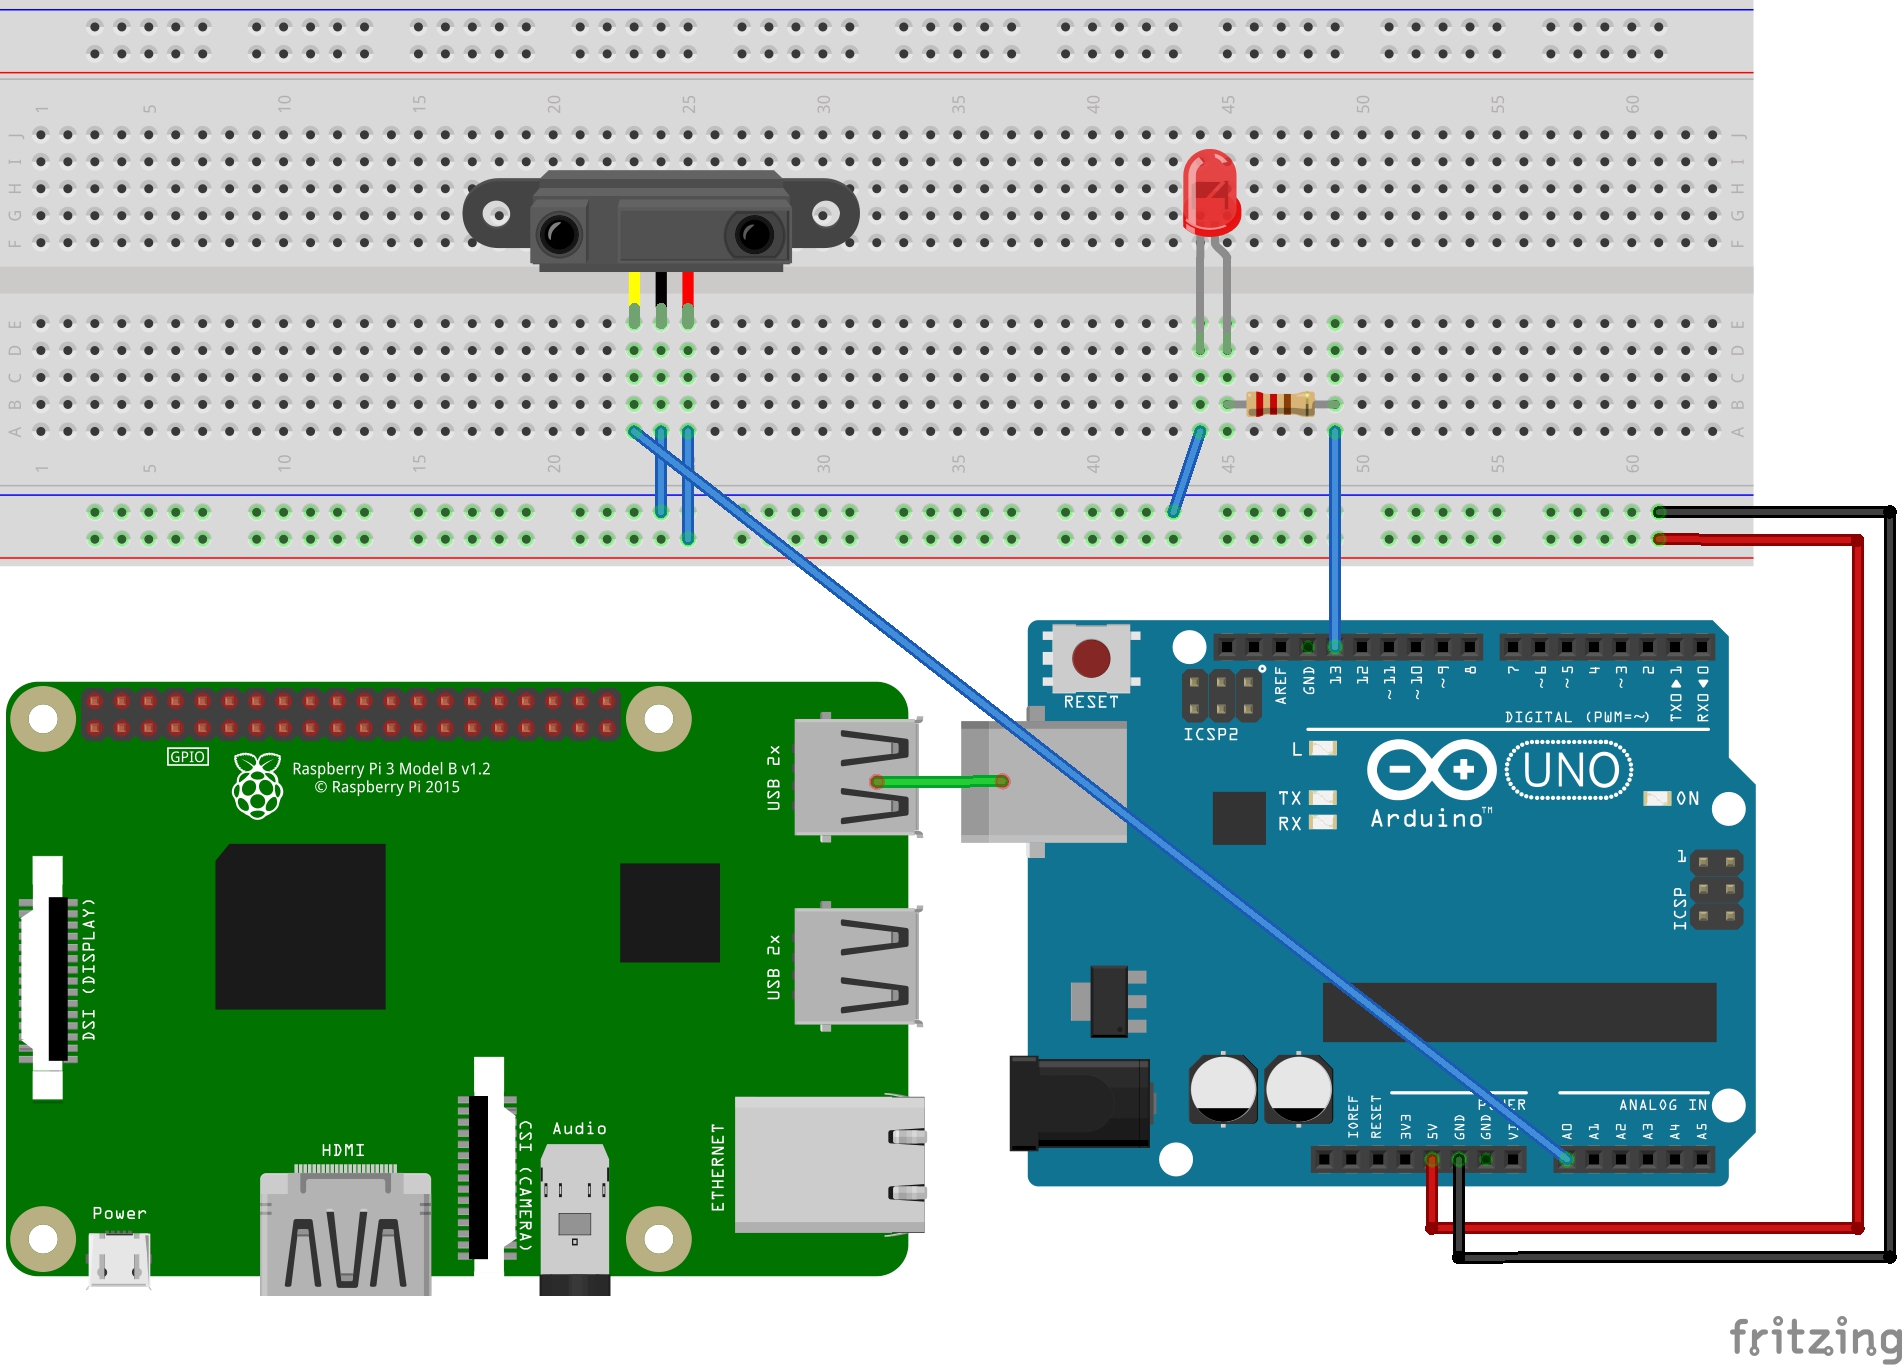 1 5 10 15 20 25 30 35 40 45 50 55 60
J J
I I
H H
G G
F F
E E
D D
C C
B B
A A
1 5 10 15 20 30 35 40 45 50 55 60
RESET
ICSP2
AREF
GND
13
12
~11
~10
~9
8
7
~6
~5
4
~3
2
TX0▶1
RX0◀0
DIGITAL (PWM=~)
L
TX
RX
UNO
Arduino™
ON
1
ICSP
GPIO
Raspberry Pi 3 Model B v1.2
© Raspberry Pi 2015
USB 2x
USB 2x
DSI (DISPLAY)
HDMI
CSI (CAMERA)
Audio
ETHERNET
Power
POWER
ANALOG IN
IOREF
RESET
3V3
5V
GND
GND
A0
A1
A2
A3
A4
A5
fritzing